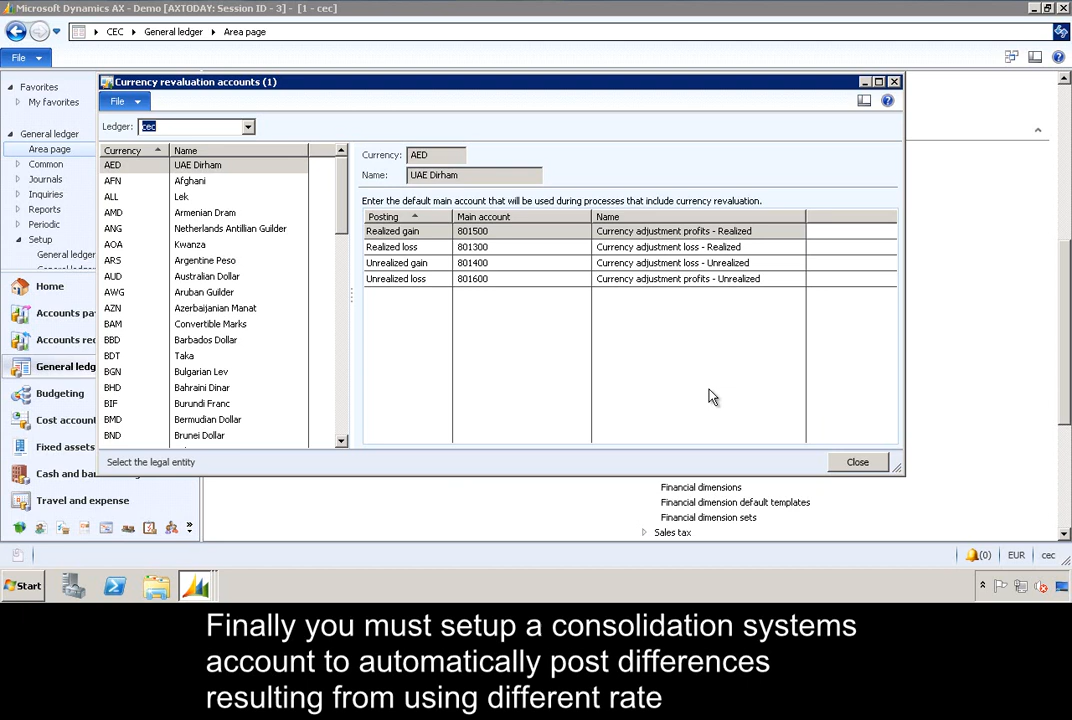 Microsoft Dynamics AX - Demo [AXTODAY: Session ID - 3] - [1 - cec]
CEC
General ledger
Area page
File
Favorites
My favorites
General ledger
Area page
Common
Journals
Inquiries
Reports
Periodic
Setup
General ledger
Home
Accounts pa
Accounts rec
General ledg
Budgeting
Cost account
Fixed assets
Cash and ba
Travel and expense
Currency revaluation accounts (1)
File
Ledger: cec
Currency Name
AED UAE Dirham
AFN Afghani
ALL Lek
AMD Armenian Dram
ANG Netherlands Antillian Guilder
AOA Kwanza
ARS Argentine Peso
AUD Australian Dollar
AWG Aruban Guilder
AZN Azerbaijanian Manat
BAM Convertible Marks
BBD Barbados Dollar
BDT Taka
BGN Bulgarian Lev
BHD Bahraini Dinar
BIF Burundi Franc
BMD Bermudian Dollar
BND Brunei Dollar
Currency: AED
Name: UAE Dirham
Enter the default main account that will be used during processes that include currency revaluation.
Posting Main account Name
Realized gain 801500 Currency adjustment profits - Realized
Realized loss 801300 Currency adjustment loss - Realized
Unrealized gain 801400 Currency adjustment loss - Unrealized
Unrealized loss 801600 Currency adjustment profits - Unrealized
Select the legal entity
Close
Financial dimensions
Financial dimension default templates
Financial dimension sets
Sales tax
(0) EUR cec
Start
Finally you must setup a consolidation systems
account to automatically post differences
resulting from using different rate